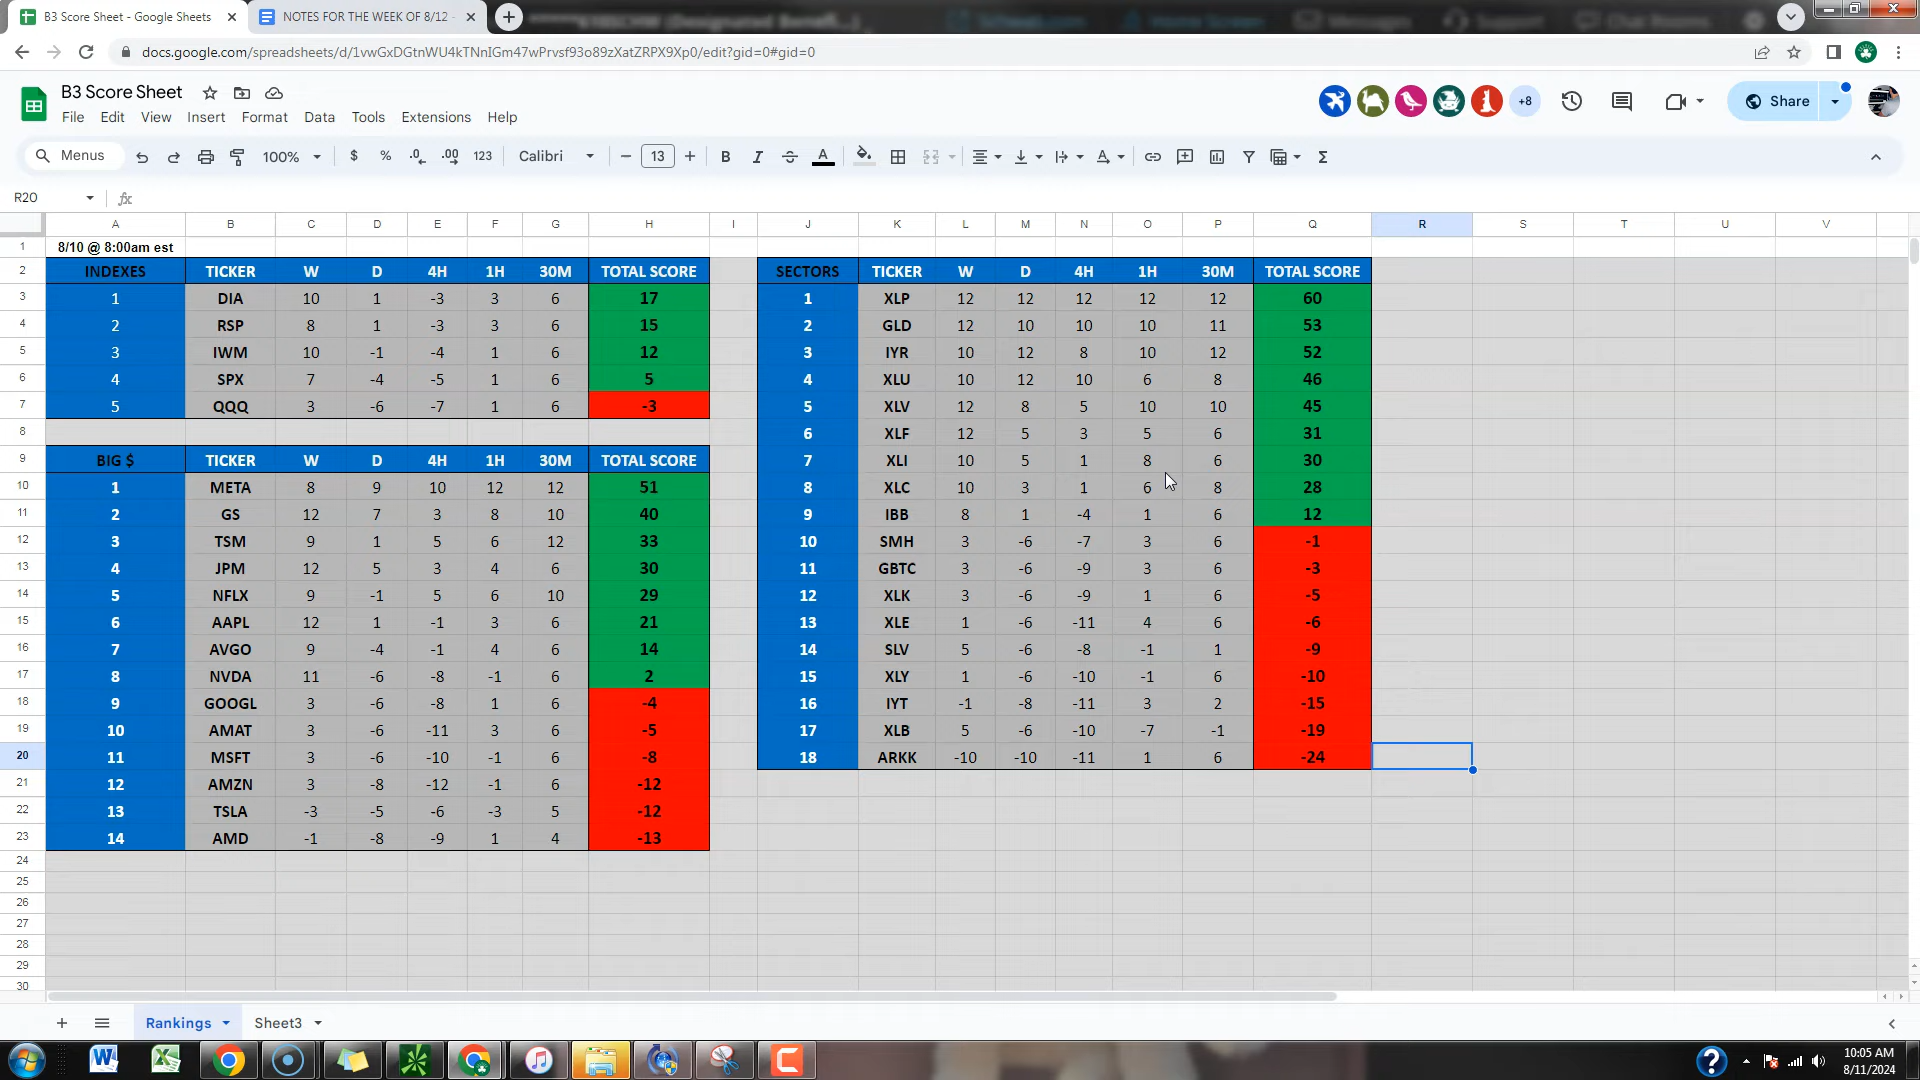 B3 Score Sheet - Google Sheets
NOTES FOR THE WEEK OF 8/12 -
docs.google.com/spreadsheets/d/1vwGxDGtnWU4kTNnIGm47wPrvsf93o89zXatZRPX9Xp0/edit?gid=0#gid=0
B3 Score Sheet
+8
Share
File Edit View Insert Format Data Tools Extensions Help
Menus 100% $ % .0 .00 123 Calibri 13 B I A
R20 fx
A B C D E F G H I J K L M N O P Q R S T U V
1 8/10 @ 8:00am est
2 INDEXES TICKER W D 4H 1H 30M TOTAL SCORE SECTORS TICKER W D 4H 1H 30M TOTAL SCORE
3 1 DIA 10 1 -3 3 6 17 1 XLP 12 12 12 12 12 60
4 2 RSP 8 1 -3 3 6 15 2 GLD 12 10 10 10 11 53
5 3 IWM 10 -1 -4 1 6 12 3 IYR 10 12 8 10 12 52
6 4 SPX 7 -4 -5 1 6 5 4 XLU 10 12 10 6 8 46
7 5 QQQ 3 -6 -7 1 6 -3 5 XLV 12 8 5 10 10 45
8 6 XLF 12 5 3 5 6 31
9 BIG $ TICKER W D 4H 1H 30M TOTAL SCORE 7 XLI 10 5 1 8 6 30
10 1 META 8 9 10 12 12 51 8 XLC 10 3 1 6 8 28
11 2 GS 12 7 3 8 10 40 9 IBB 8 1 -4 1 6 12
12 3 TSM 9 1 5 6 12 33 10 SMH 3 -6 -7 3 6 -1
13 4 JPM 12 5 3 4 6 30 11 GBTC 3 -6 -9 3 6 -3
14 5 NFLX 9 -1 5 6 10 29 12 XLK 3 -6 -9 1 6 -5
15 6 AAPL 12 1 -1 3 6 21 13 XLE 1 -6 -11 4 6 -6
16 7 AVGO 9 -4 -1 4 6 14 14 SLV 5 -6 -8 -1 1 -9
17 8 NVDA 11 -6 -8 -1 6 2 15 XLY 1 -6 -10 -1 6 -10
18 9 GOOGL 3 -6 -8 1 6 -4 16 IYT -1 -8 -11 3 2 -15
19 10 AMAT 3 -6 -11 3 6 -5 17 XLB 5 -6 -10 -7 -1 -19
20 11 MSFT 3 -6 -10 -1 6 -8 18 ARKK -10 -10 -11 1 6 -24
21 12 AMZN 3 -8 -12 -1 6 -12
22 13 TSLA -3 -5 -6 -3 5 -12
23 14 AMD -1 -8 -9 1 4 -13
24
25
26
27
28
29
30
Rankings Sheet3
10:05 AM
8/11/2024